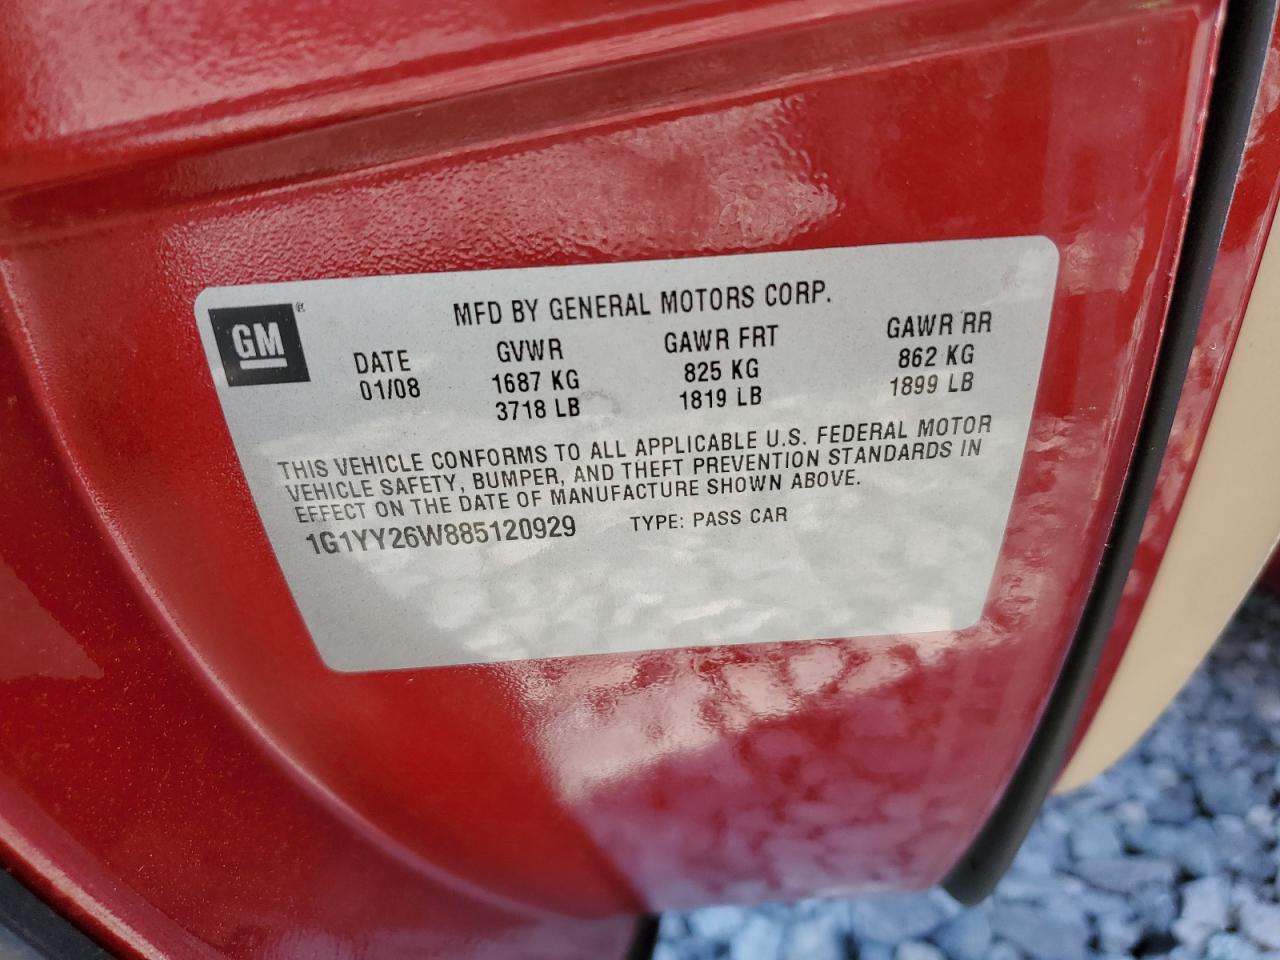 MFD BY GENERAL MOTORS CORP.
GM ®
DATE GVWR GAWR FRT GAWR RR
01/08 1687 KG 825 KG 862 KG
3718 LB 1819 LB 1899 LB
THIS VEHICLE CONFORMS TO ALL APPLICABLE U.S. FEDERAL MOTOR
VEHICLE SAFETY, BUMPER, AND THEFT PREVENTION STANDARDS IN
EFFECT ON THE DATE OF MANUFACTURE SHOWN ABOVE.
1G1YY26W885120929 TYPE: PASS CAR